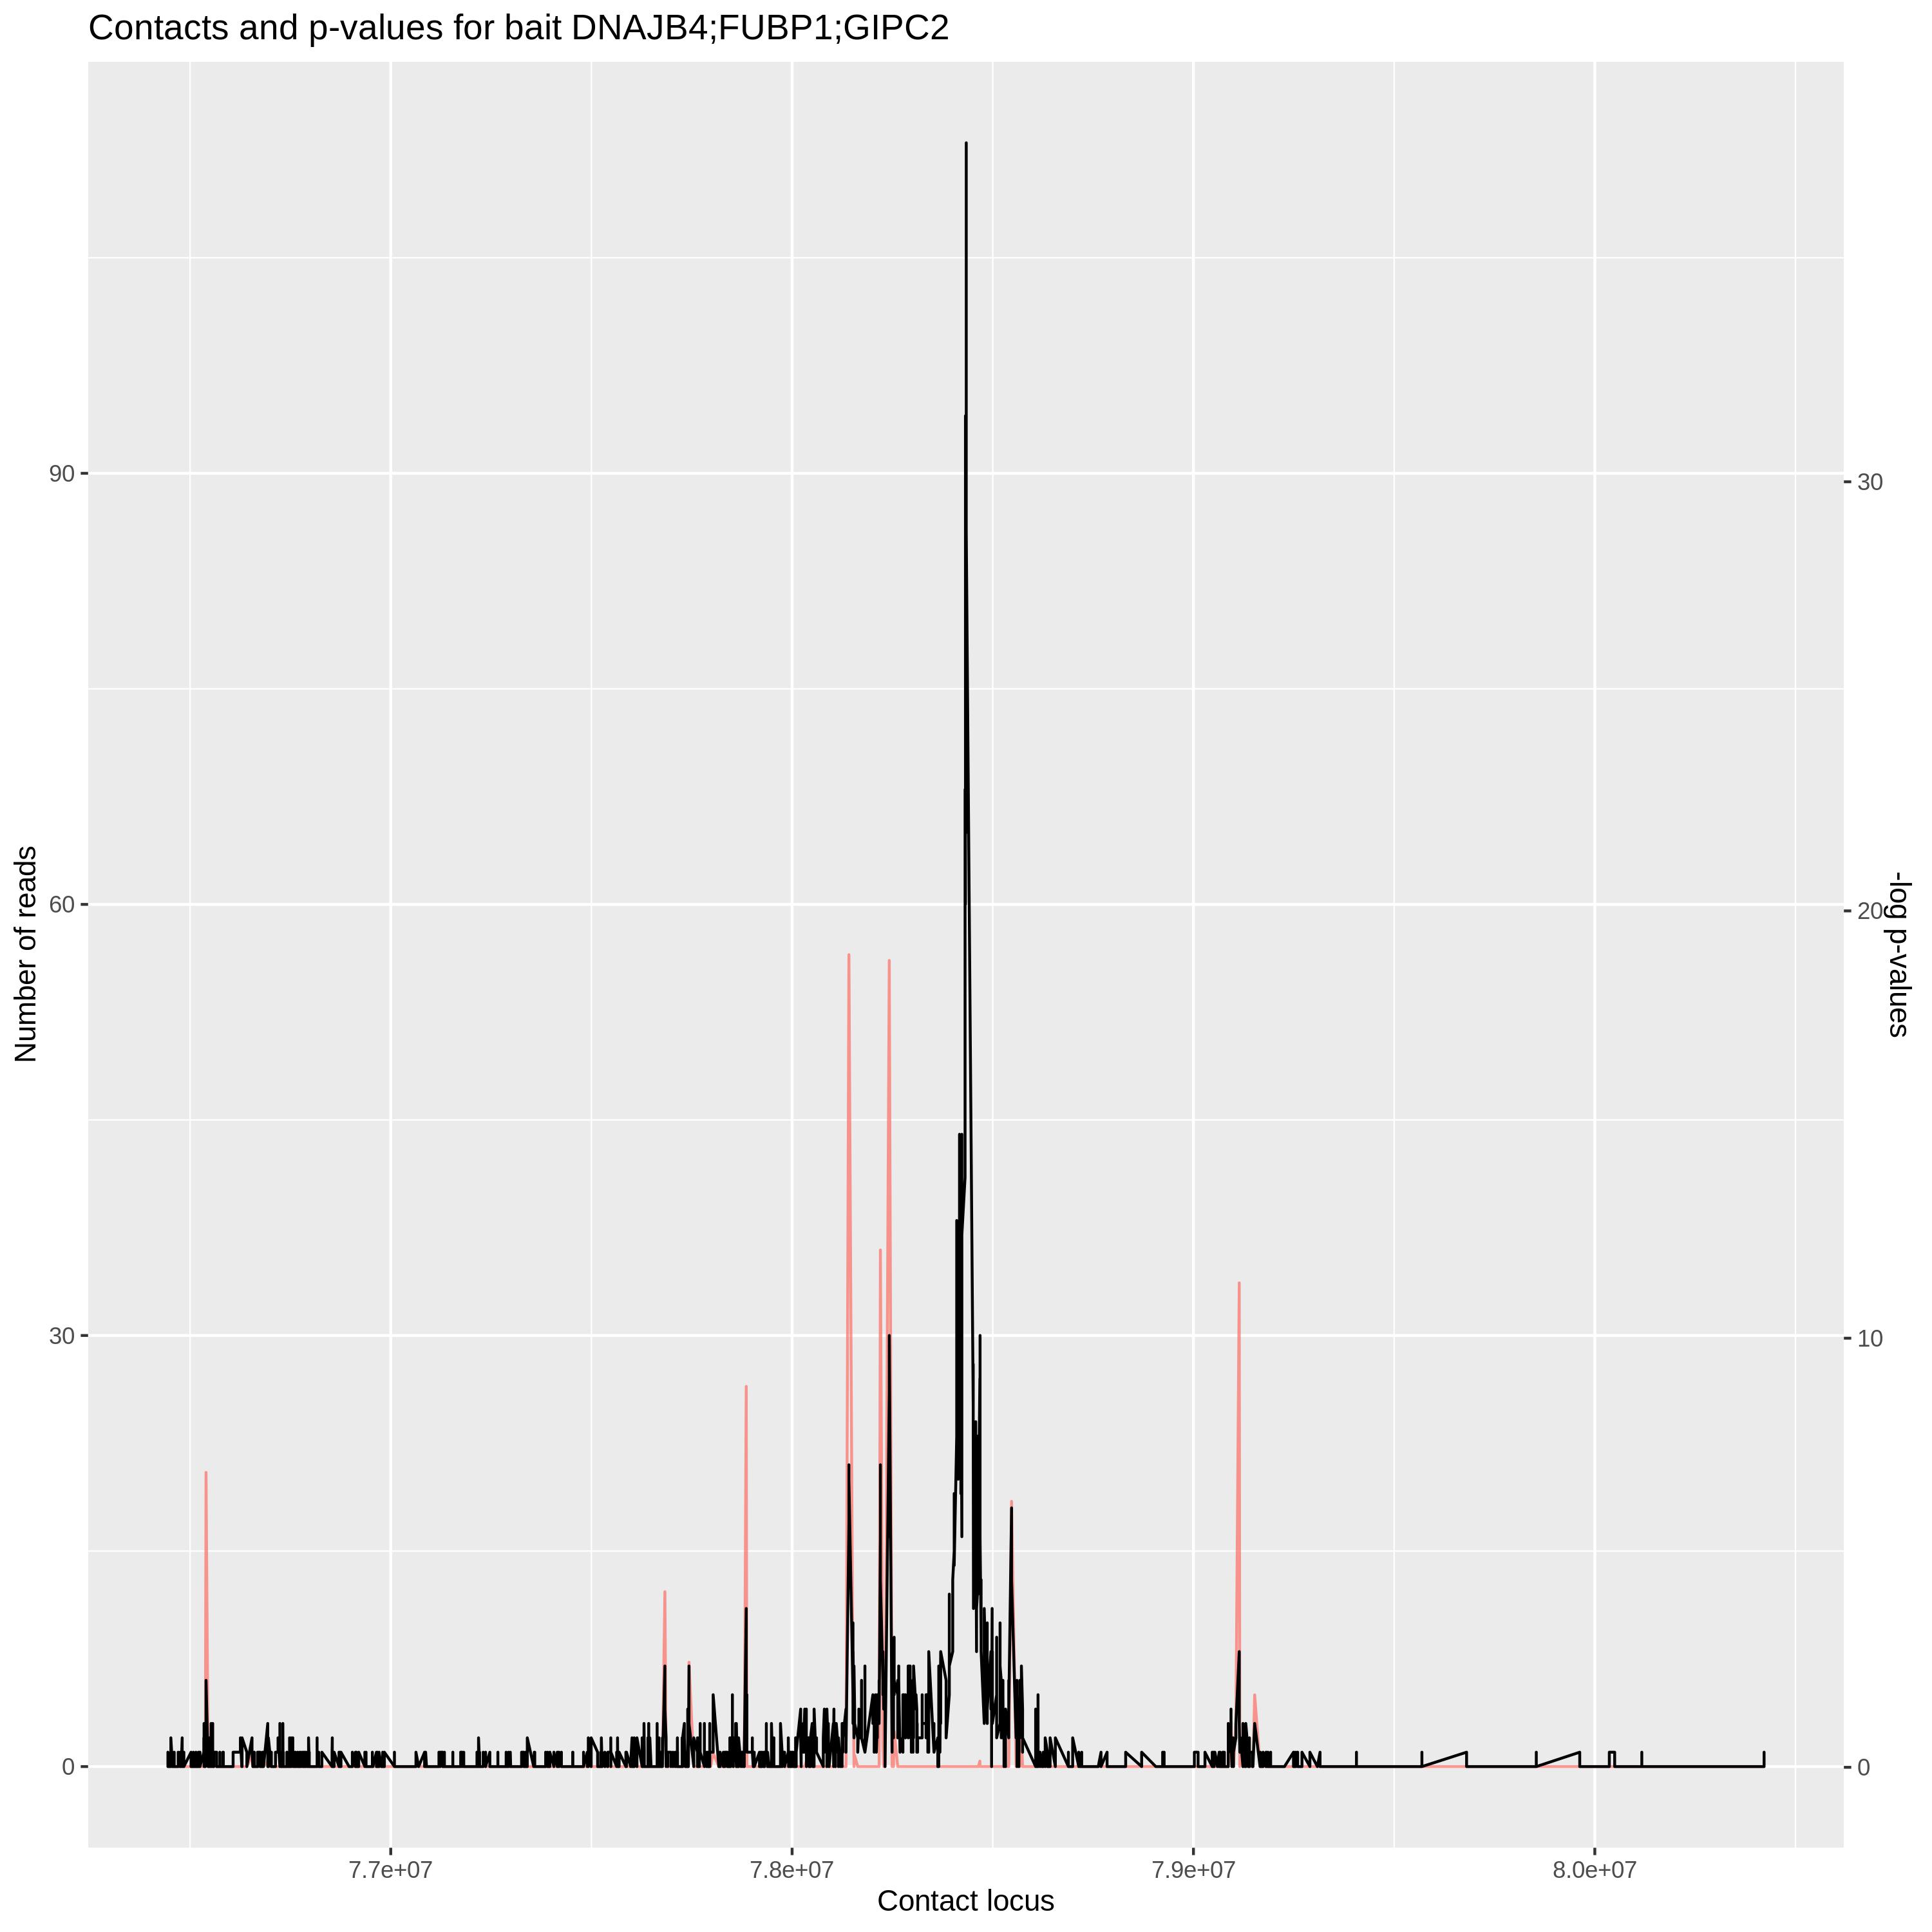 Contacts and p-values for bait DNAJB4;FUBP1;GIPC2
Number of reads
90
60
30
0
30
20
10
0
-log p-values
7.7e+07 7.8e+07 7.9e+07 8.0e+07
Contact locus